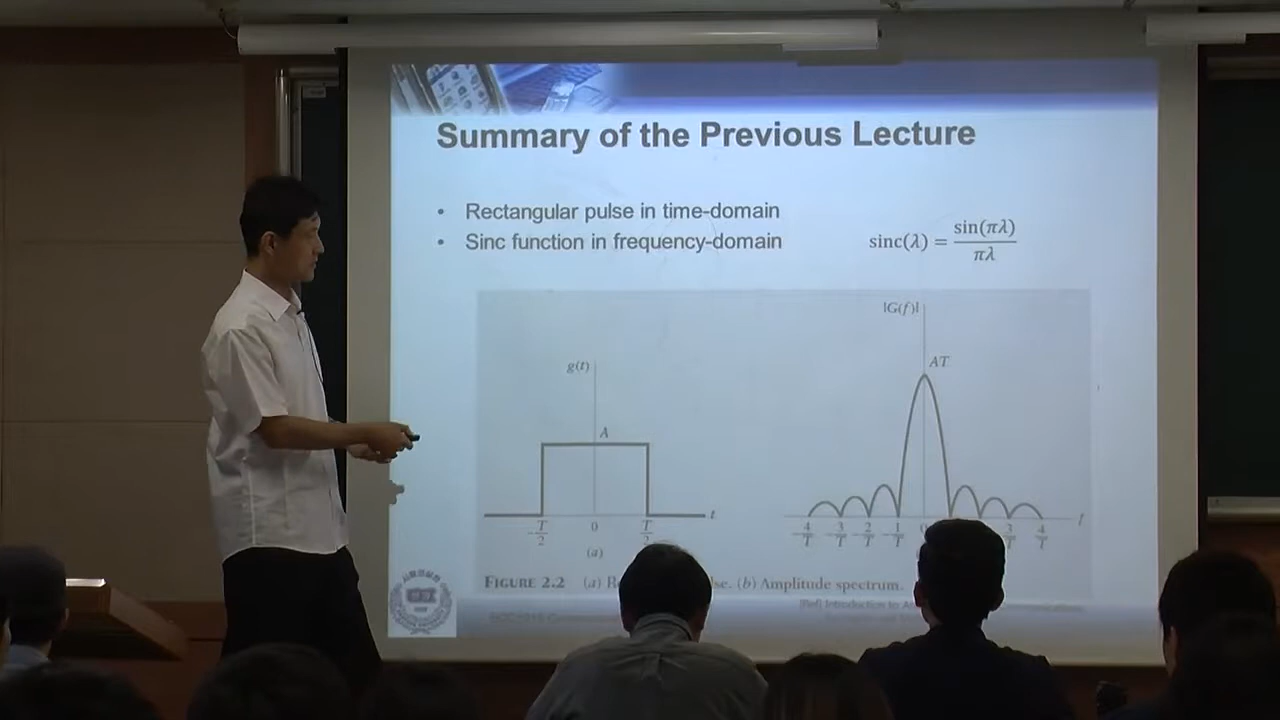 Summary of the Previous Lecture
• Rectangular pulse in time-domain
• Sinc function in frequency-domain
sinc(λ) = sin(πλ) / πλ
|G(f)|
AT
g(t)
A
t
f
-T/2 0 T/2
-4/T -3/T -2/T -1/T 0 3/T 4/T
(a)
FIGURE 2.2 (a) se. (b) Amplitude spectrum.
[Ref] Introduction to